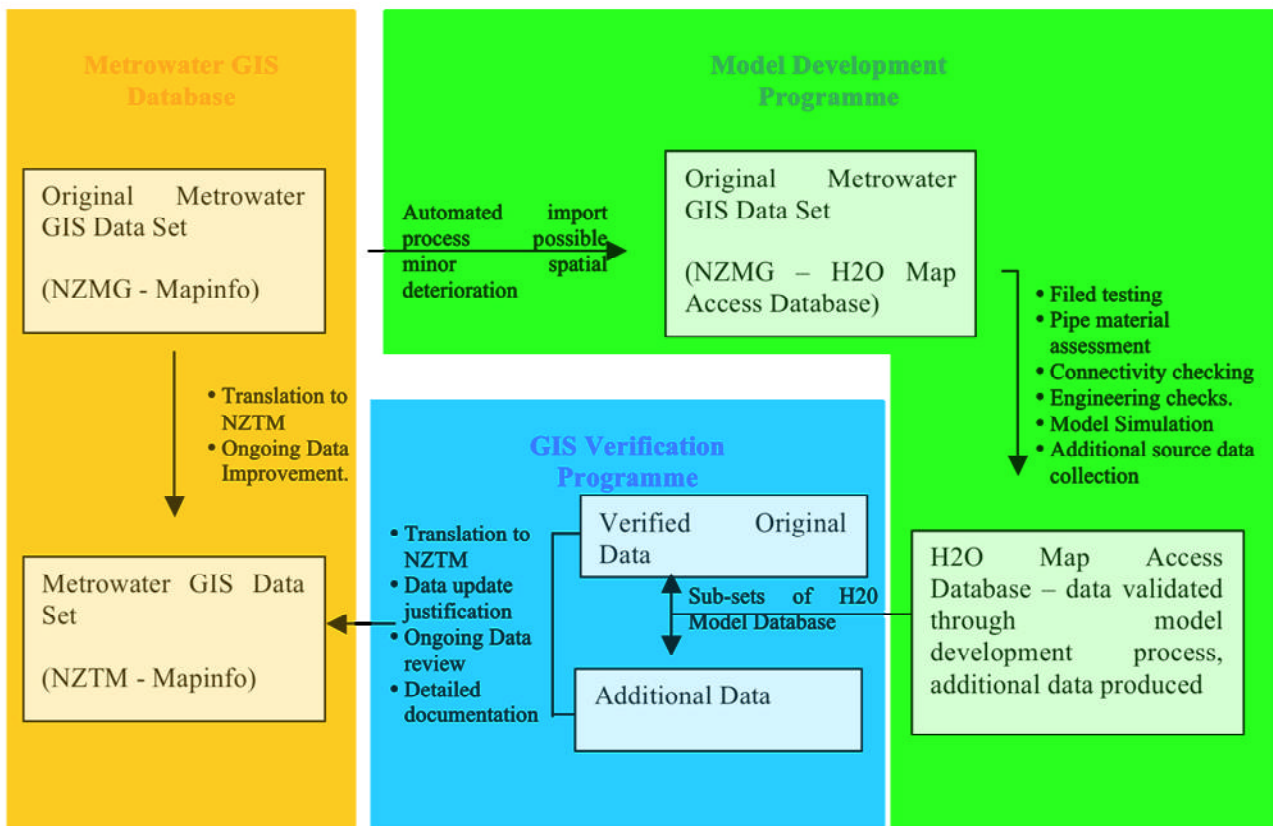 Metrowater GIS
Database
Model Development
Programme
Original Metrowater
GIS Data Set
(NZMG - Mapinfo)
Automated import
process possible
minor spatial
deterioration
Original Metrowater
GIS Data Set
(NZMG – H2O Map
Access Database)
• Filed testing
• Pipe material
assessment
• Connectivity checking
• Engineering checks.
• Model Simulation
• Additional source data
collection
• Translation to
NZTM
• Ongoing Data
Improvement.
GIS Verification
Programme
Metrowater GIS Data
Set
(NZTM - Mapinfo)
• Translation to
NZTM
• Data update
justification
• Ongoing Data
review
• Detailed
documentation
Verified Original
Data
Sub-sets of H20
Model Database
Additional Data
H2O Map Access
Database – data validated
through model
development process,
additional data produced